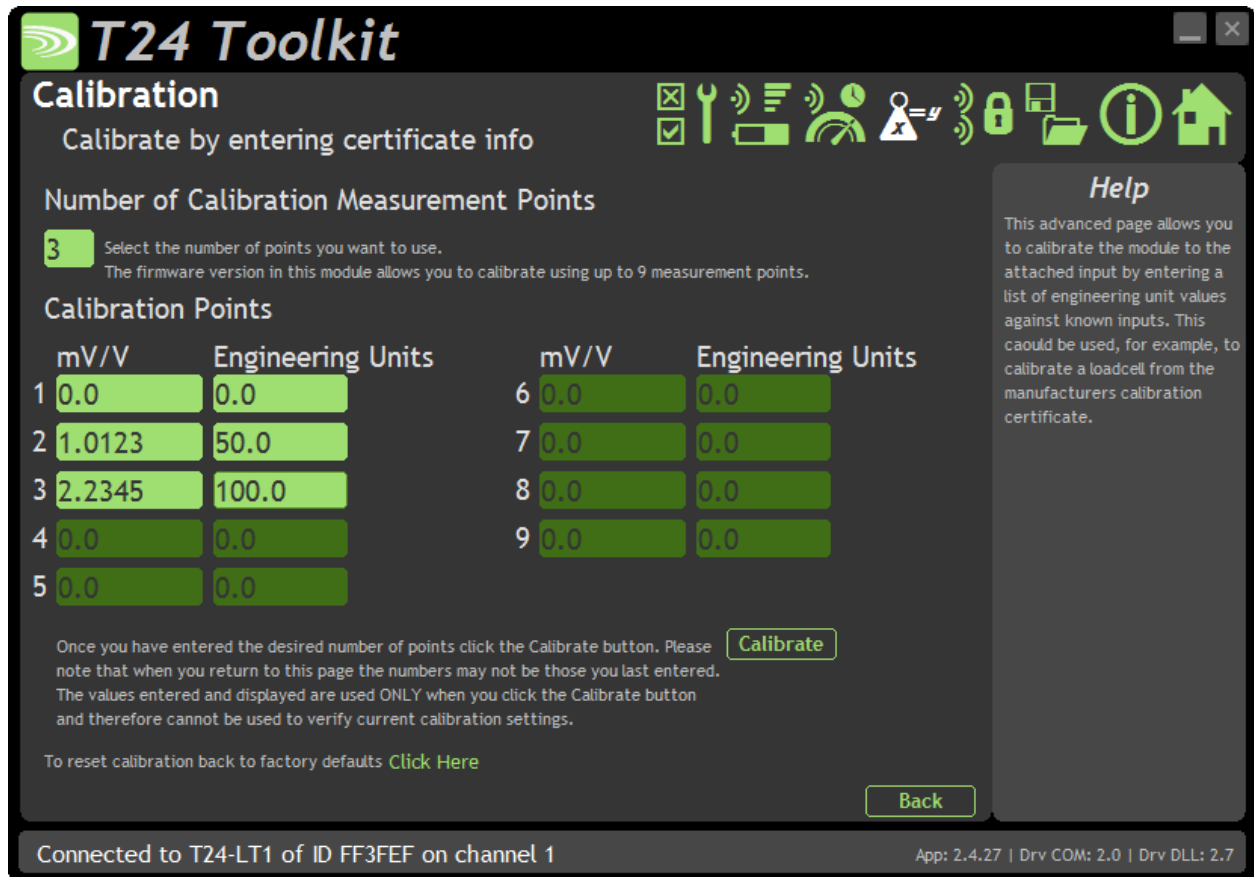 T24 Toolkit
Calibration
Calibrate by entering certificate info
x=y
Number of Calibration Measurement Points
3
Select the number of points you want to use.
The firmware version in this module allows you to calibrate using up to 9 measurement points.
Calibration Points
mV/V Engineering Units mV/V Engineering Units
1 0.0 0.0 6 0.0 0.0
2 1.0123 50.0 7 0.0 0.0
3 2.2345 100.0 8 0.0 0.0
4 0.0 0.0 9 0.0 0.0
5 0.0 0.0
Once you have entered the desired number of points click the Calibrate button. Please
note that when you return to this page the numbers may not be those you last entered.
The values entered and displayed are used ONLY when you click the Calibrate button
and therefore cannot be used to verify current calibration settings.
Calibrate
To reset calibration back to factory defaults Click Here
Back
Help
This advanced page allows you
to calibrate the module to the
attached input by entering a
list of engineering unit values
against known inputs. This
caould be used, for example, to
calibrate a loadcell from the
manufacturers calibration
certificate.
Connected to T24-LT1 of ID FF3FEF on channel 1
App: 2.4.27 | Drv COM: 2.0 | Drv DLL: 2.7